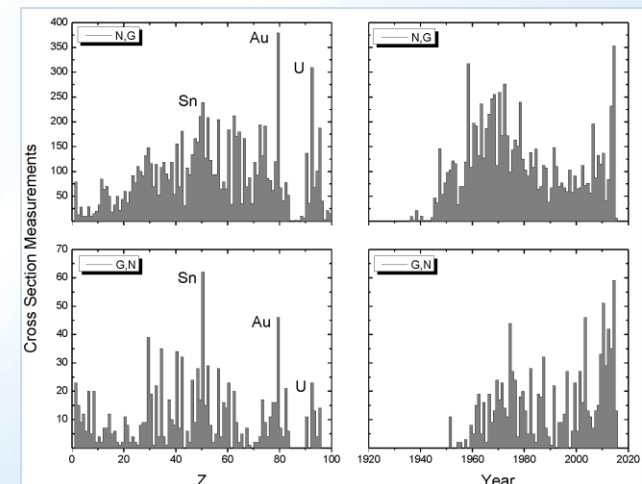 Cross Section Measurements
400
350
300
250
200
150
100
50
N,G
Sn
Au
U
N,G
70
60
50
40
30
20
10
G,N
Sn
Au
U
G,N
0 20 40 60 80 100
Z
1920 1940 1960 1980 2000 2020
Year